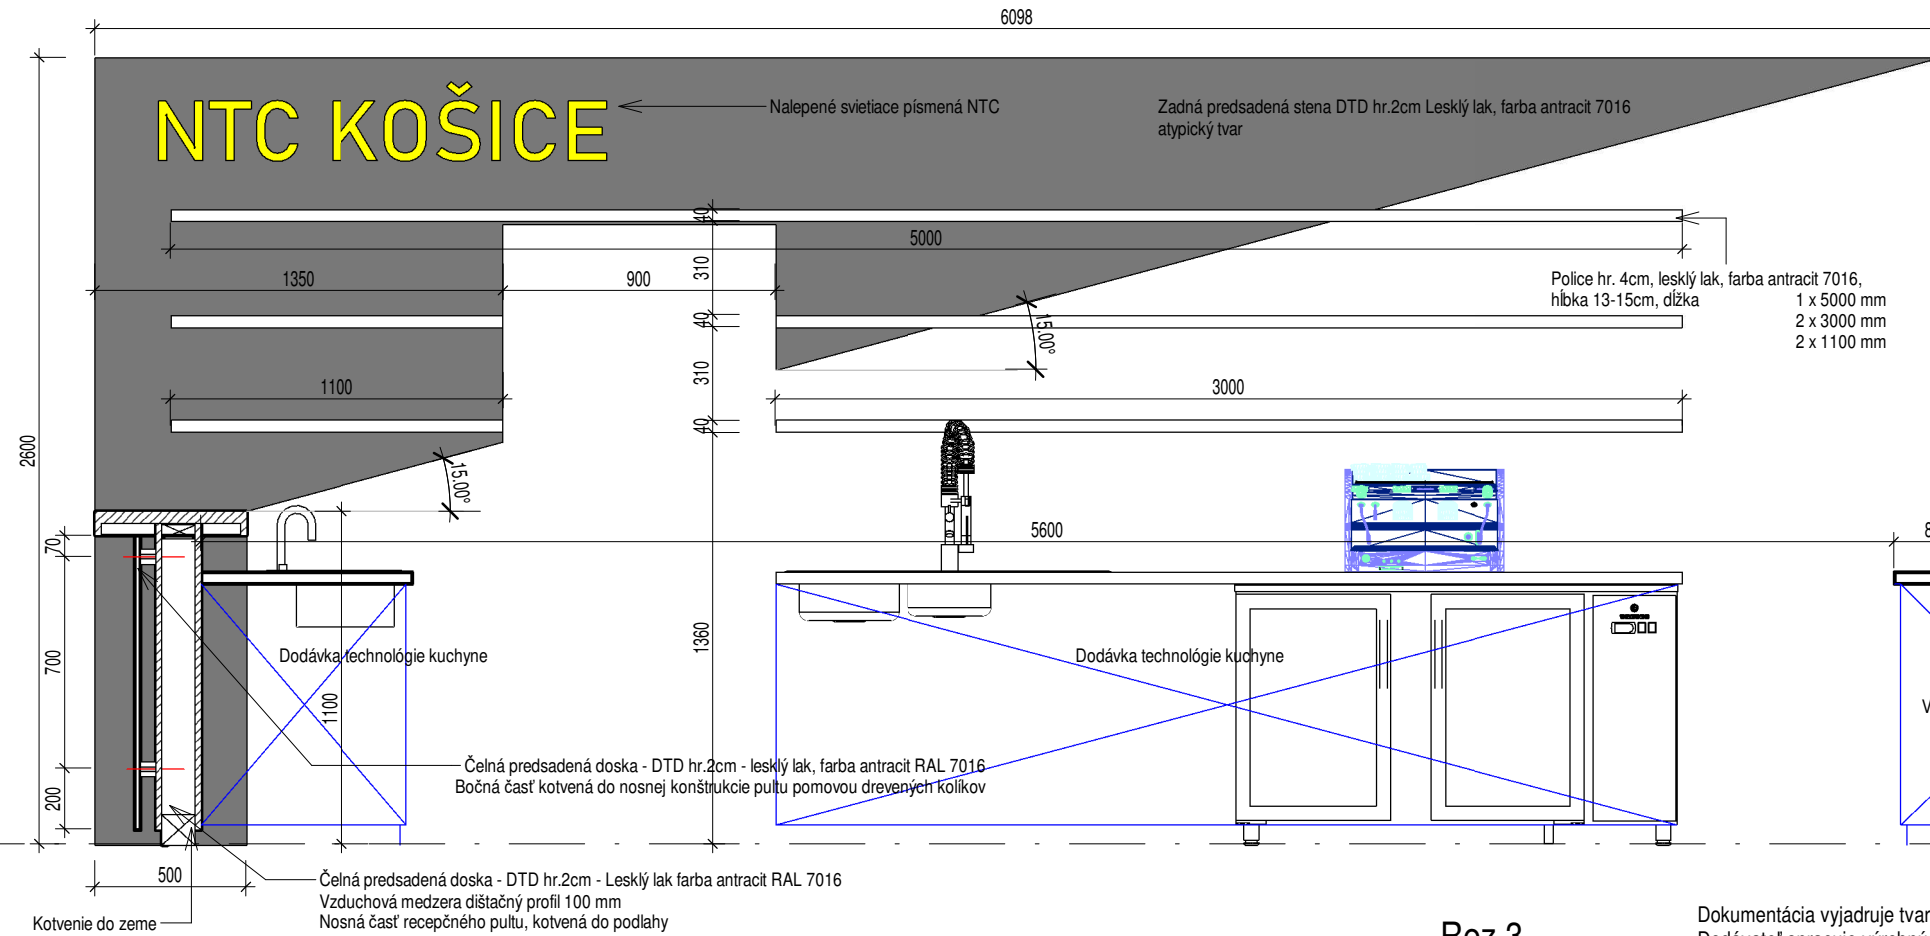 6098
NTC KOŠICE
Nalepené svietiace písmená NTC
Zadná predsadená stena DTD hr.2cm Lesklý lak, farba antracit 7016
atypický tvar
40
5000
310
1350
900
Police hr. 4cm, lesklý lak, farba antracit 7016,
hĺbka 13-15cm, dĺžka
1 x 5000 mm
2 x 3000 mm
2 x 1100 mm
40
15.00°
310
1100
3000
40
2600
15.00°
70
5600
8
1360
Dodávka technológie kuchyne
Dodávka technológie kuchyne
700
1100
V
Čelná predsadená doska - DTD hr.2cm - lesklý lak, farba antracit RAL 7016
Bočná časť kotvená do nosnej konštrukcie pultu pomovou drevených kolíkov
200
500
Čelná predsadená doska - DTD hr.2cm - Lesklý lak farba antracit RAL 7016
Vzduchová medzera dištačný profil 100 mm
Nosná časť recepčného pultu, kotvená do podlahy
Kotvenie do zeme
Rez 3
Dokumentácia vyjadruje tvar